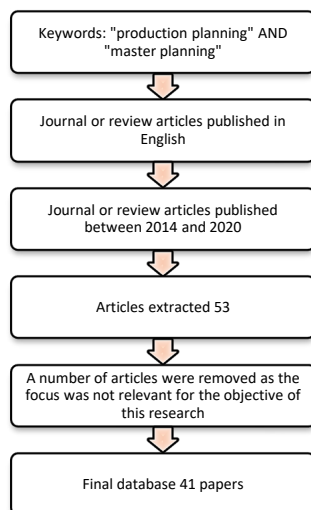 Keywords: "production planning" AND
"master planning"
Journal or review articles published in
English
Journal or review articles published
between 2014 and 2020
Articles extracted 53
A number of articles were removed as the
focus was not relevant for the objective of
this research
Final database 41 papers